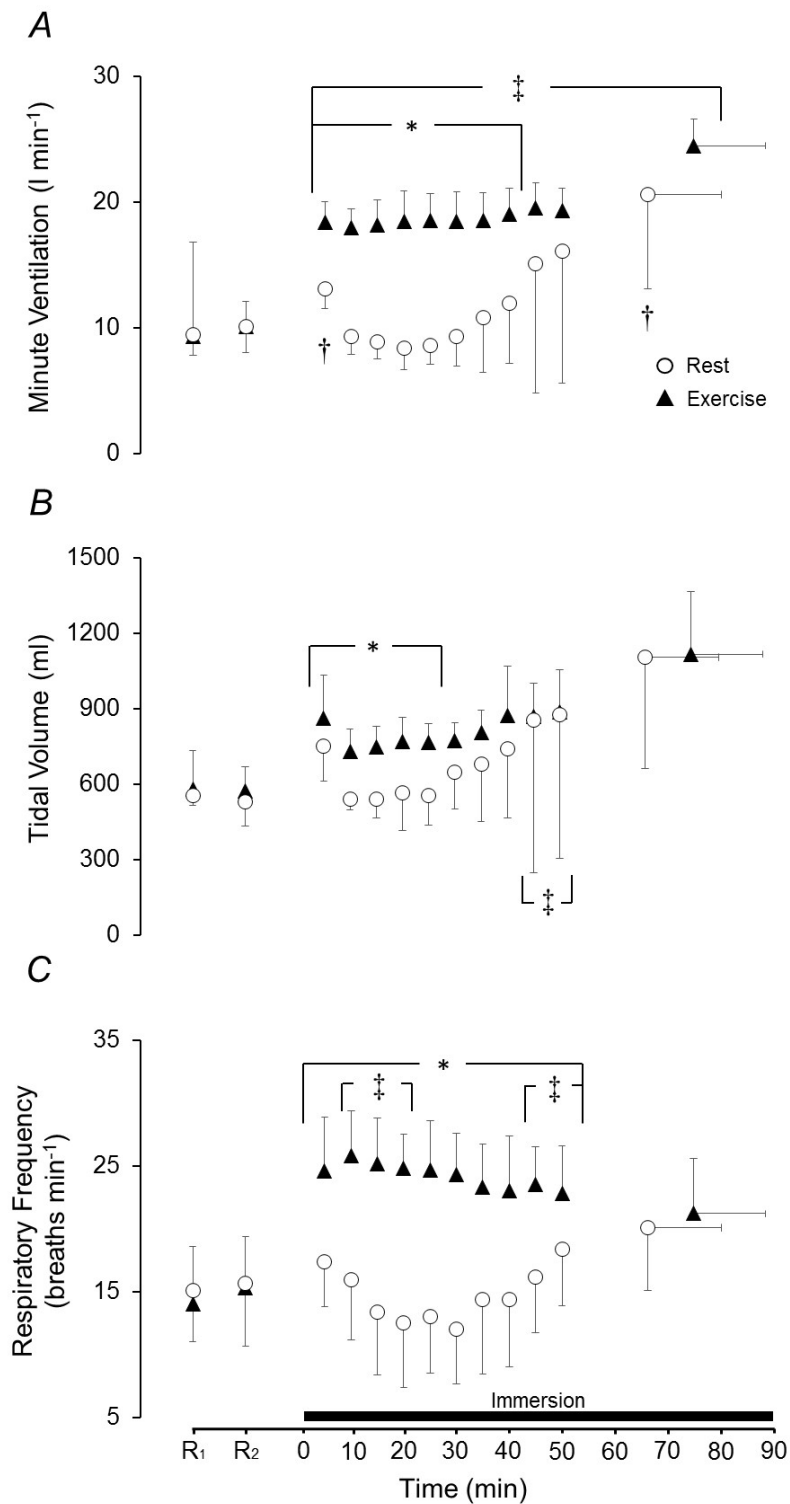 A
Minute Ventilation (l min-1)
30
20
10
0
‡
*
†
†
Rest
Exercise
B
Tidal Volume (ml)
1500
1200
900
600
300
0
*
‡
C
Respiratory Frequency
(breaths min-1)
35
25
15
5
*
‡
‡
Immersion
R1 R2 0 10 20 30 40 50 60 70 80 90
Time (min)